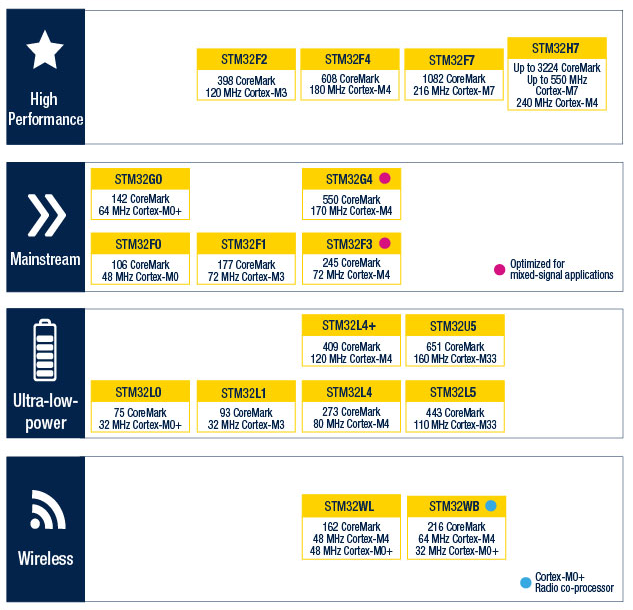 High
Performance
STM32F2
398 CoreMark
120 MHz Cortex-M3
STM32F4
608 CoreMark
180 MHz Cortex-M4
STM32F7
1082 CoreMark
216 MHz Cortex-M7
STM32H7
Up to 3224 CoreMark
Up to 550 MHz
Cortex-M7
240 MHz Cortex-M4
Mainstream
STM32G0
142 CoreMark
64 MHz Cortex-M0+
STM32G4
550 CoreMark
170 MHz Cortex-M4
STM32F0
106 CoreMark
48 MHz Cortex-M0
STM32F1
177 CoreMark
72 MHz Cortex-M3
STM32F3
245 CoreMark
72 MHz Cortex-M4
Optimized for
mixed-signal applications
Ultra-low-
power
STM32L4+
409 CoreMark
120 MHz Cortex-M4
STM32U5
651 CoreMark
160 MHz Cortex-M33
STM32L0
75 CoreMark
32 MHz Cortex-M0+
STM32L1
93 CoreMark
32 MHz Cortex-M3
STM32L4
273 CoreMark
80 MHz Cortex-M4
STM32L5
443 CoreMark
110 MHz Cortex-M33
Wireless
STM32WL
162 CoreMark
48 MHz Cortex-M4
48 MHz Cortex-M0+
STM32WB
216 CoreMark
64 MHz Cortex-M4
32 MHz Cortex-M0+
Cortex-M0+
Radio co-processor